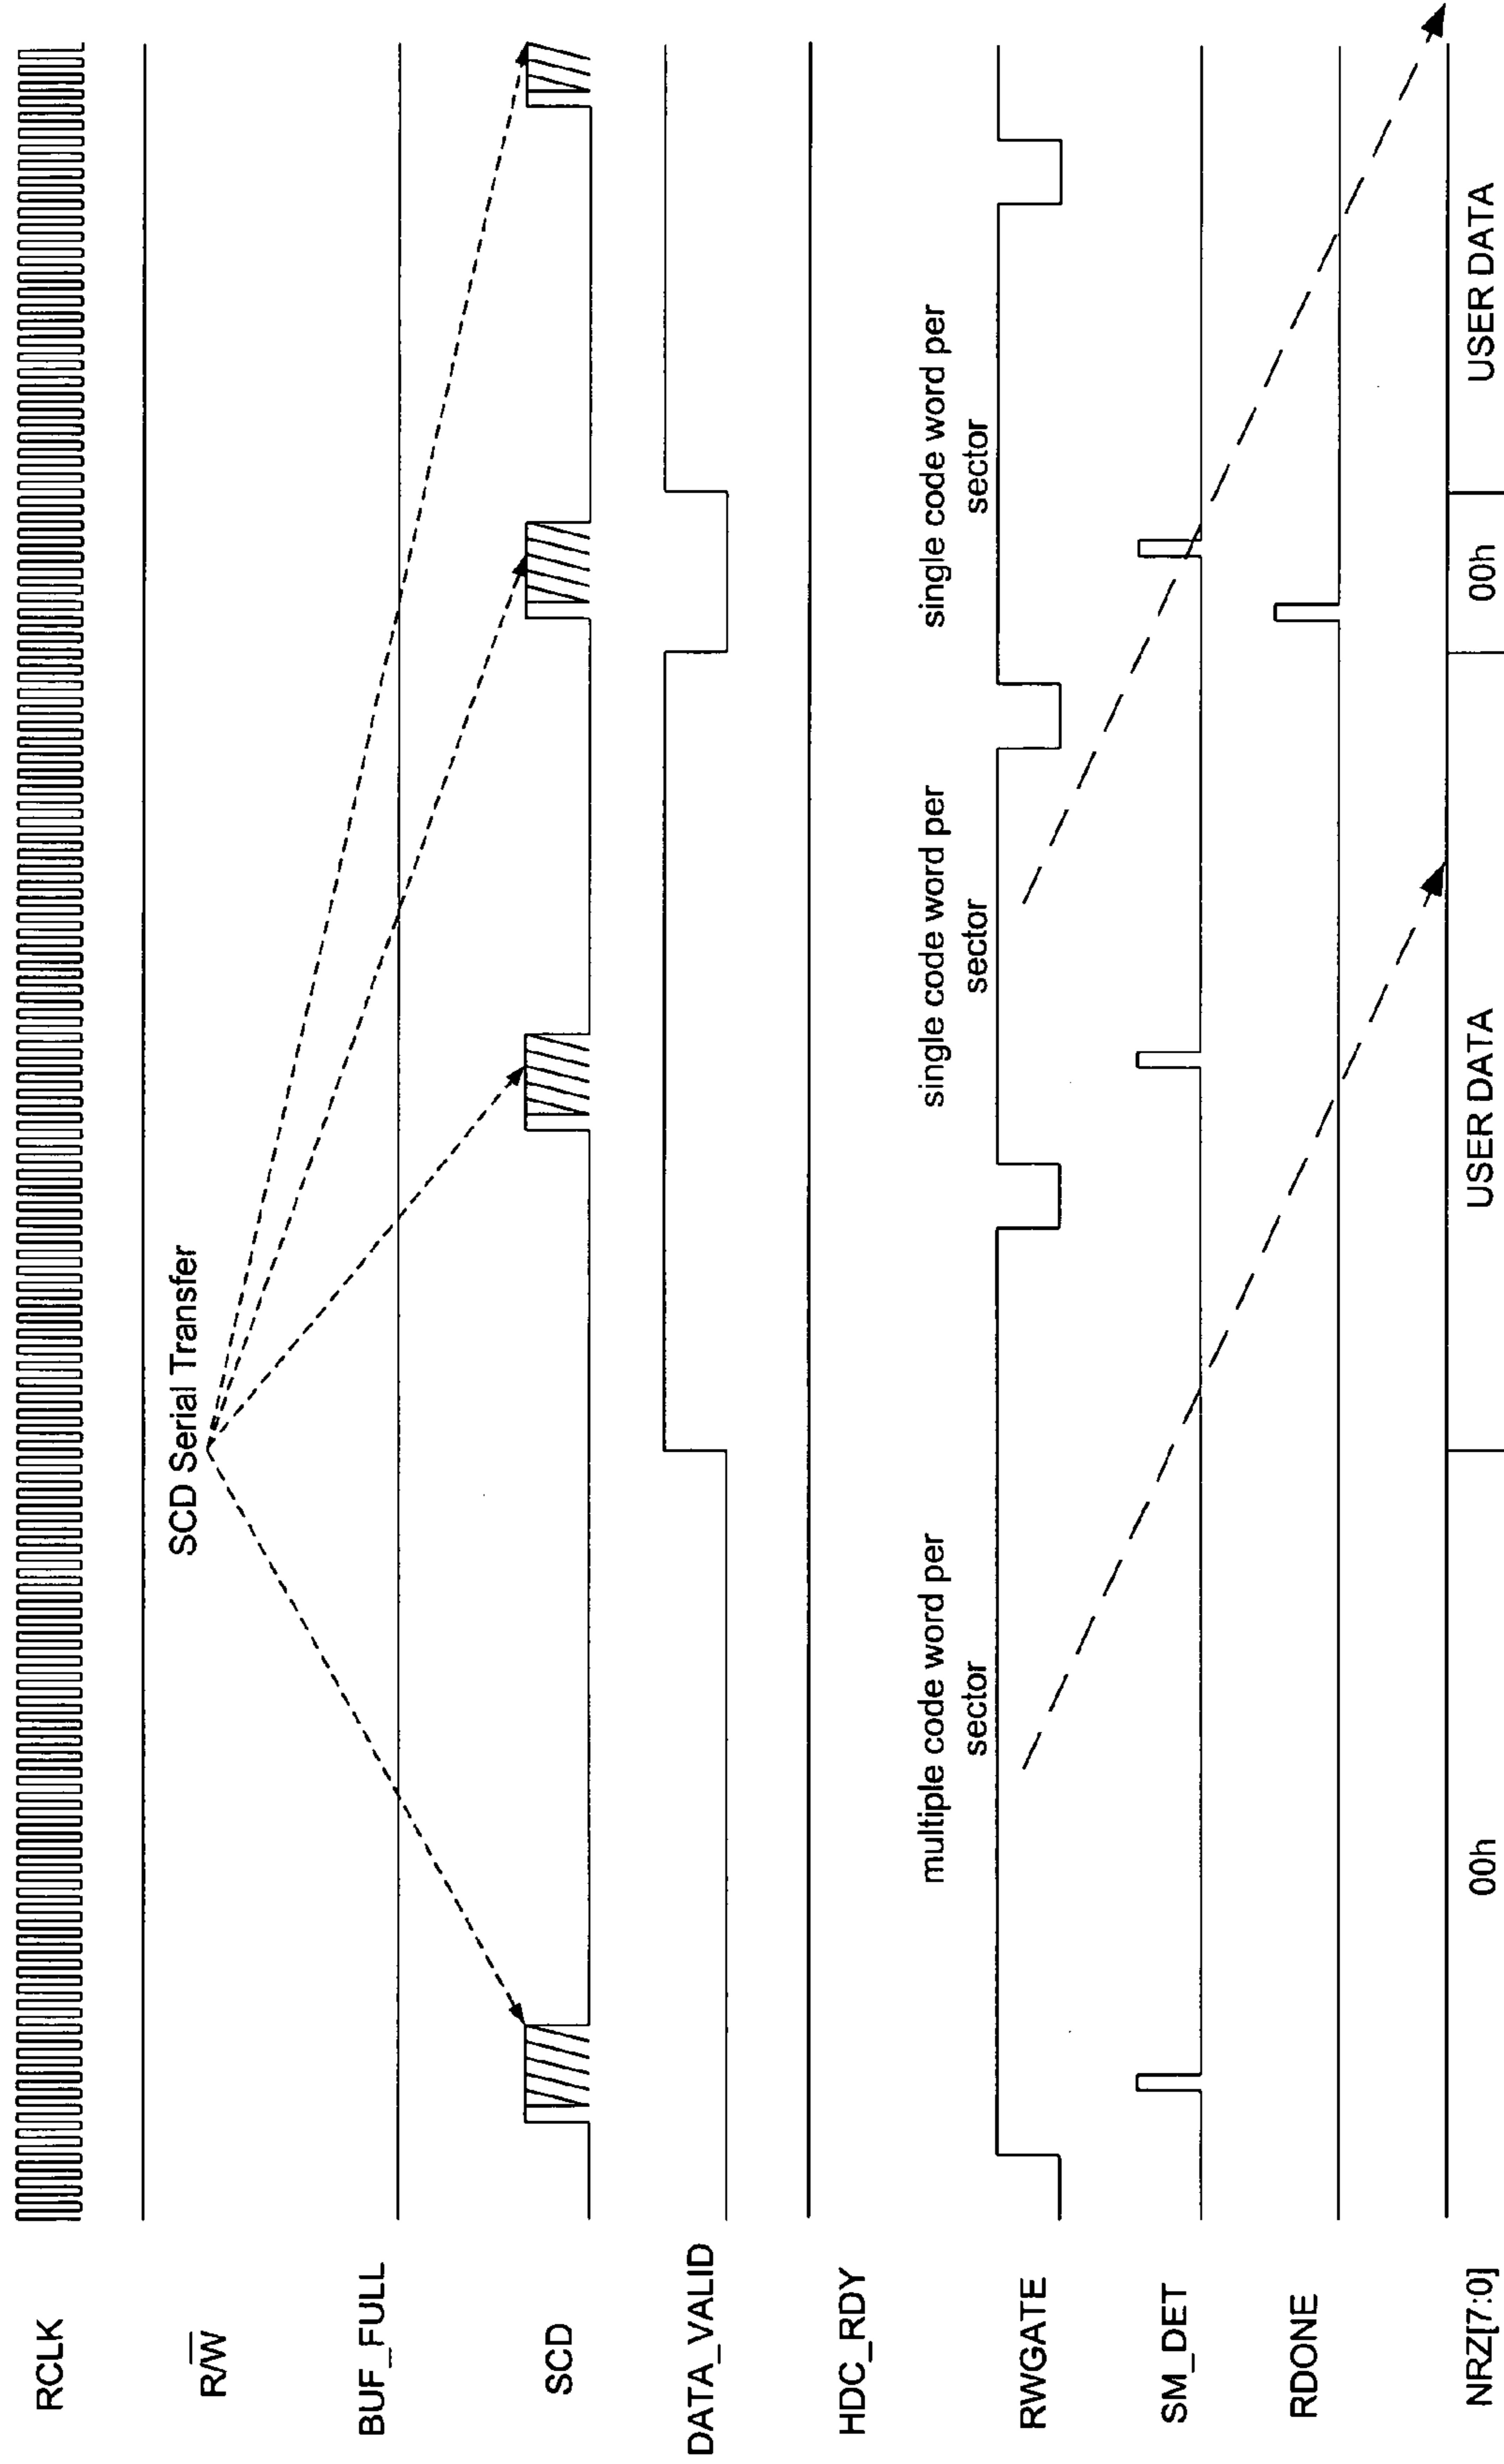 RCLK
R/W̅
SCD Serial Transfer
BUF_FULL
SCD
DATA_VALID
HDC_RDY
multiple code word per
sector
single code word per
sector
single code word per
sector
RWGATE
SM_DET
RDONE
NRZ[7:0]
00h
USER DATA
00h
USER DATA